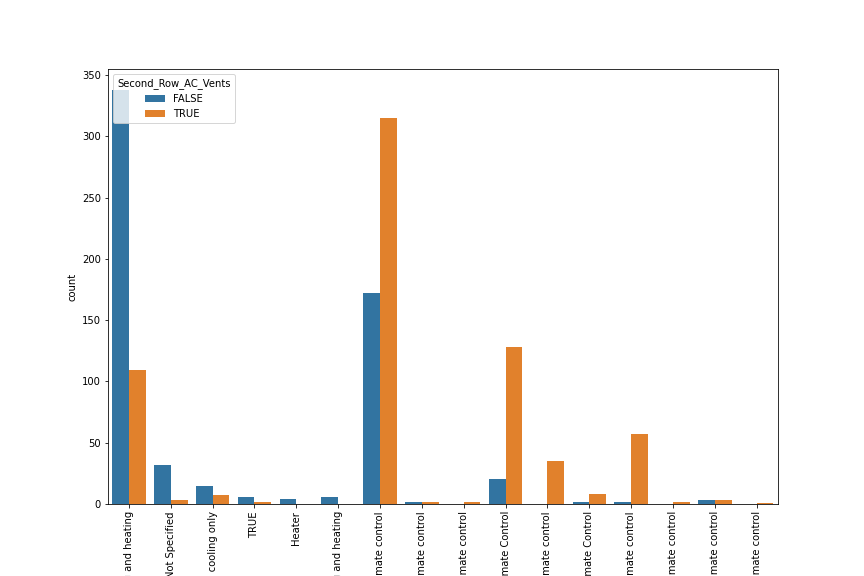 Second_Row_AC_Vents
FALSE
TRUE
350
300
250
200
150
100
50
0
count
and heating
Not Specified
cooling only
TRUE
Heater
and heating
mate control
mate control
mate control
mate Control
mate control
mate Control
mate control
mate control
mate control
mate control